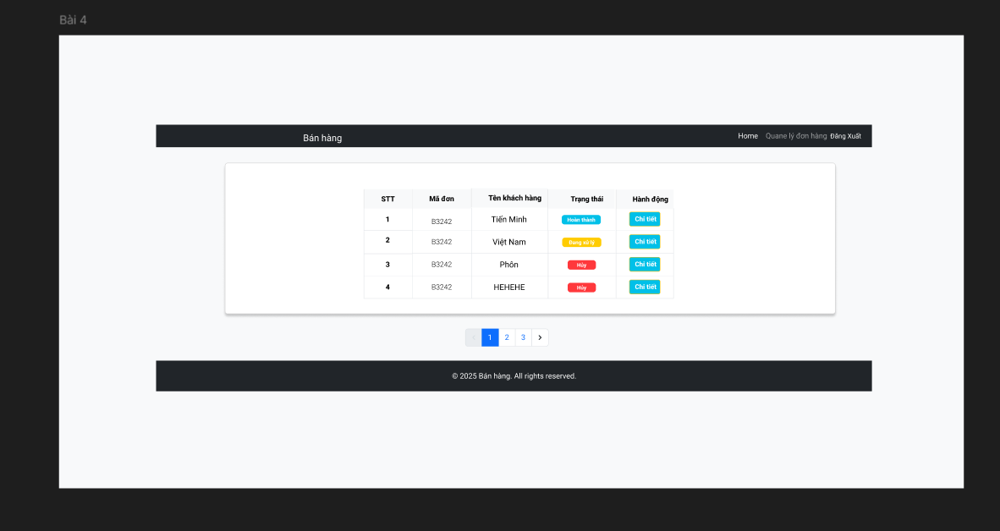 Bài 4
Bán hàng
Home Quane lý đơn hàng Đăng Xuất
STT Mã đơn Tên khách hàng Trạng thái Hành động
1 B3242 Tiến Minh Hoàn thành Chi tiết
2 B3242 Việt Nam Đang xử lý Chi tiết
3 B3242 Phôn Hủy Chi tiết
4 B3242 HEHEHE Hủy Chi tiết
‹ 1 2 3 ›
© 2025 Bán hàng. All rights reserved.